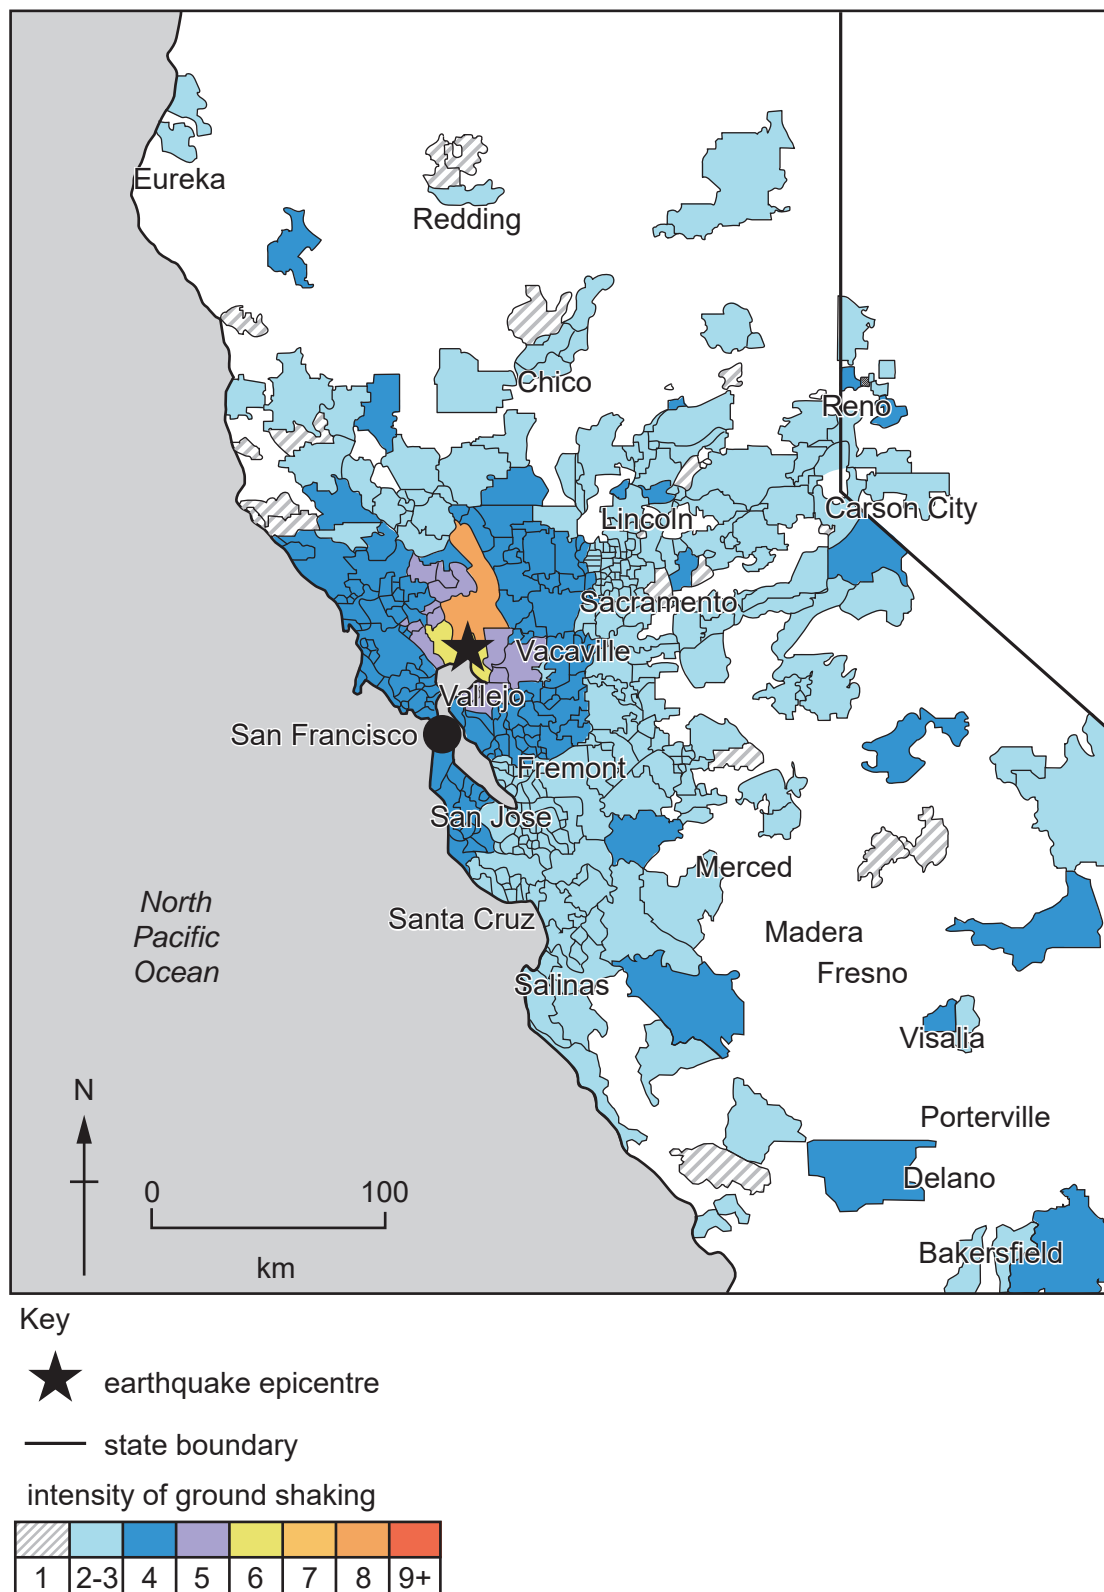 Eureka
Redding
Chico
Reno
Carson City
Lincoln
Sacramento
Vacaville
Vallejo
San Francisco
Fremont
San Jose
Merced
North
Pacific
Ocean
Santa Cruz
Madera
Fresno
Salinas
Visalia
N
Porterville
Delano
0 100
km
Bakersfield
Key
earthquake epicentre
state boundary
intensity of ground shaking
1 2-3 4 5 6 7 8 9+